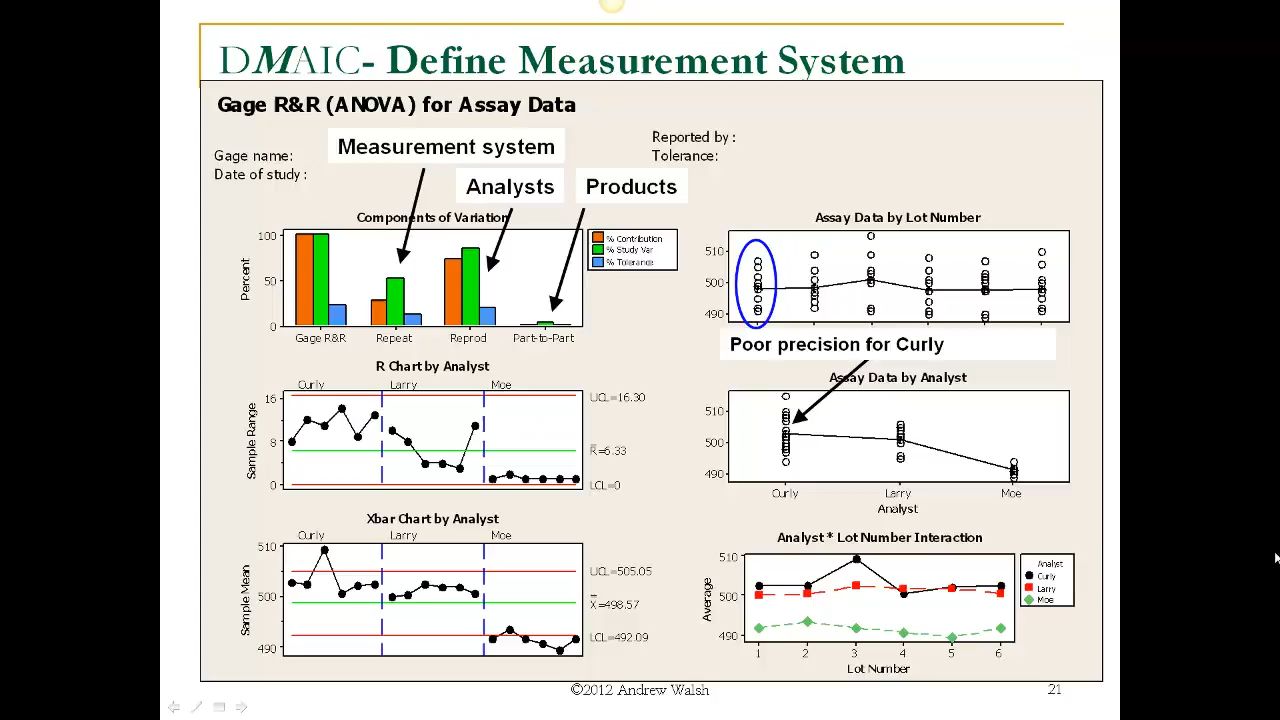 DMAIC- Define Measurement System
Gage R&R (ANOVA) for Assay Data
Gage name:
Date of study :
Reported by :
Tolerance:
Measurement system
Analysts
Products
Components of Variation
Percent
100
50
0
Gage R&R
Repeat
Reprod
Part-to-Part
% Contribution
% Study Var
% Tolerance
Assay Data by Lot Number
510
500
490
Poor precision for Curly
R Chart by Analyst
Curly
Larry
Moe
Sample Range
16
8
0
UCL=16.30
R=6.33
LCL=0
Assay Data by Analyst
510
500
490
Curly
Larry
Moe
Analyst
Xbar Chart by Analyst
Curly
Larry
Moe
Sample Mean
510
500
490
UCL=505.05
X=498.57
LCL=492.09
Analyst * Lot Number Interaction
Average
510
500
490
1
2
3
4
5
6
Lot Number
Analyst
Curly
Larry
Moe
©2012 Andrew Walsh
21